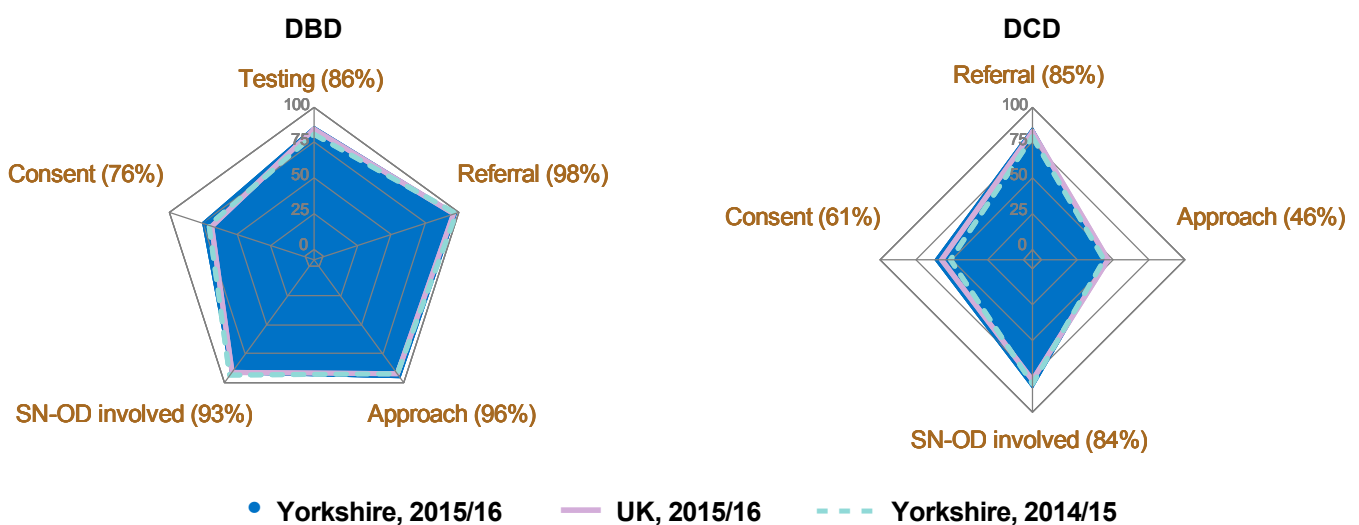 DBD
Testing (86%)
100
75
50
25
0
Consent (76%)
Referral (98%)
SN-OD involved (93%)
Approach (96%)
DCD
Referral (85%)
100
75
50
25
0
Consent (61%)
Approach (46%)
SN-OD involved (84%)
Yorkshire, 2015/16
UK, 2015/16
Yorkshire, 2014/15